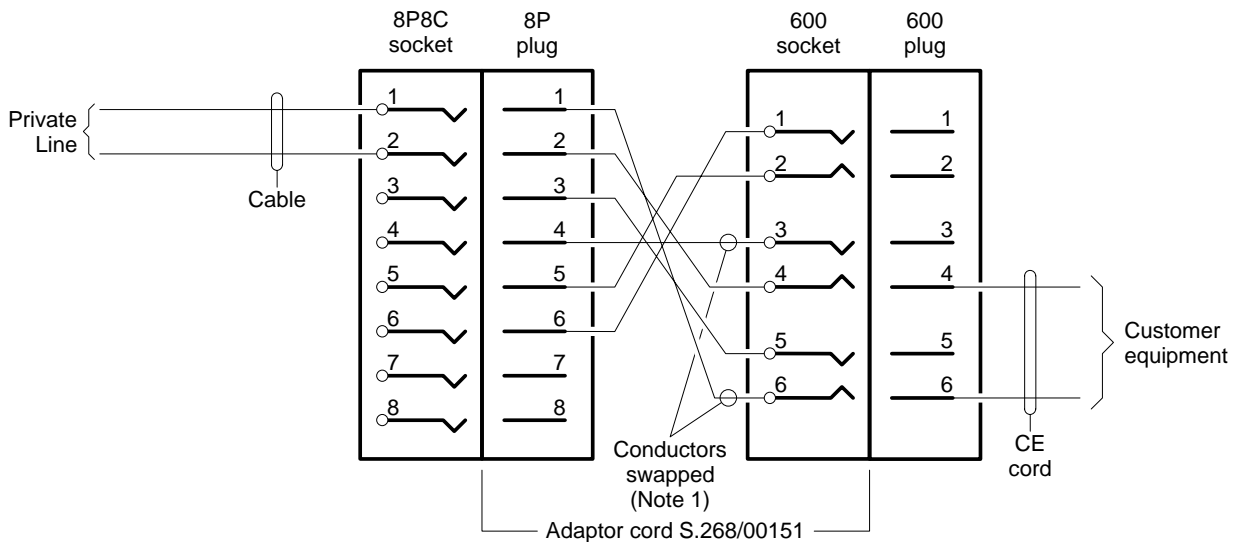 8P8C
socket
8P
plug
600
socket
600
plug
Private
Line
Cable
1
2
3
4
5
6
7
8
1
2
3
4
5
6
7
8
1
2
3
4
5
6
1
2
3
4
5
6
Customer
equipment
CE
cord
Conductors
swapped
(Note 1)
Adaptor cord S.268/00151